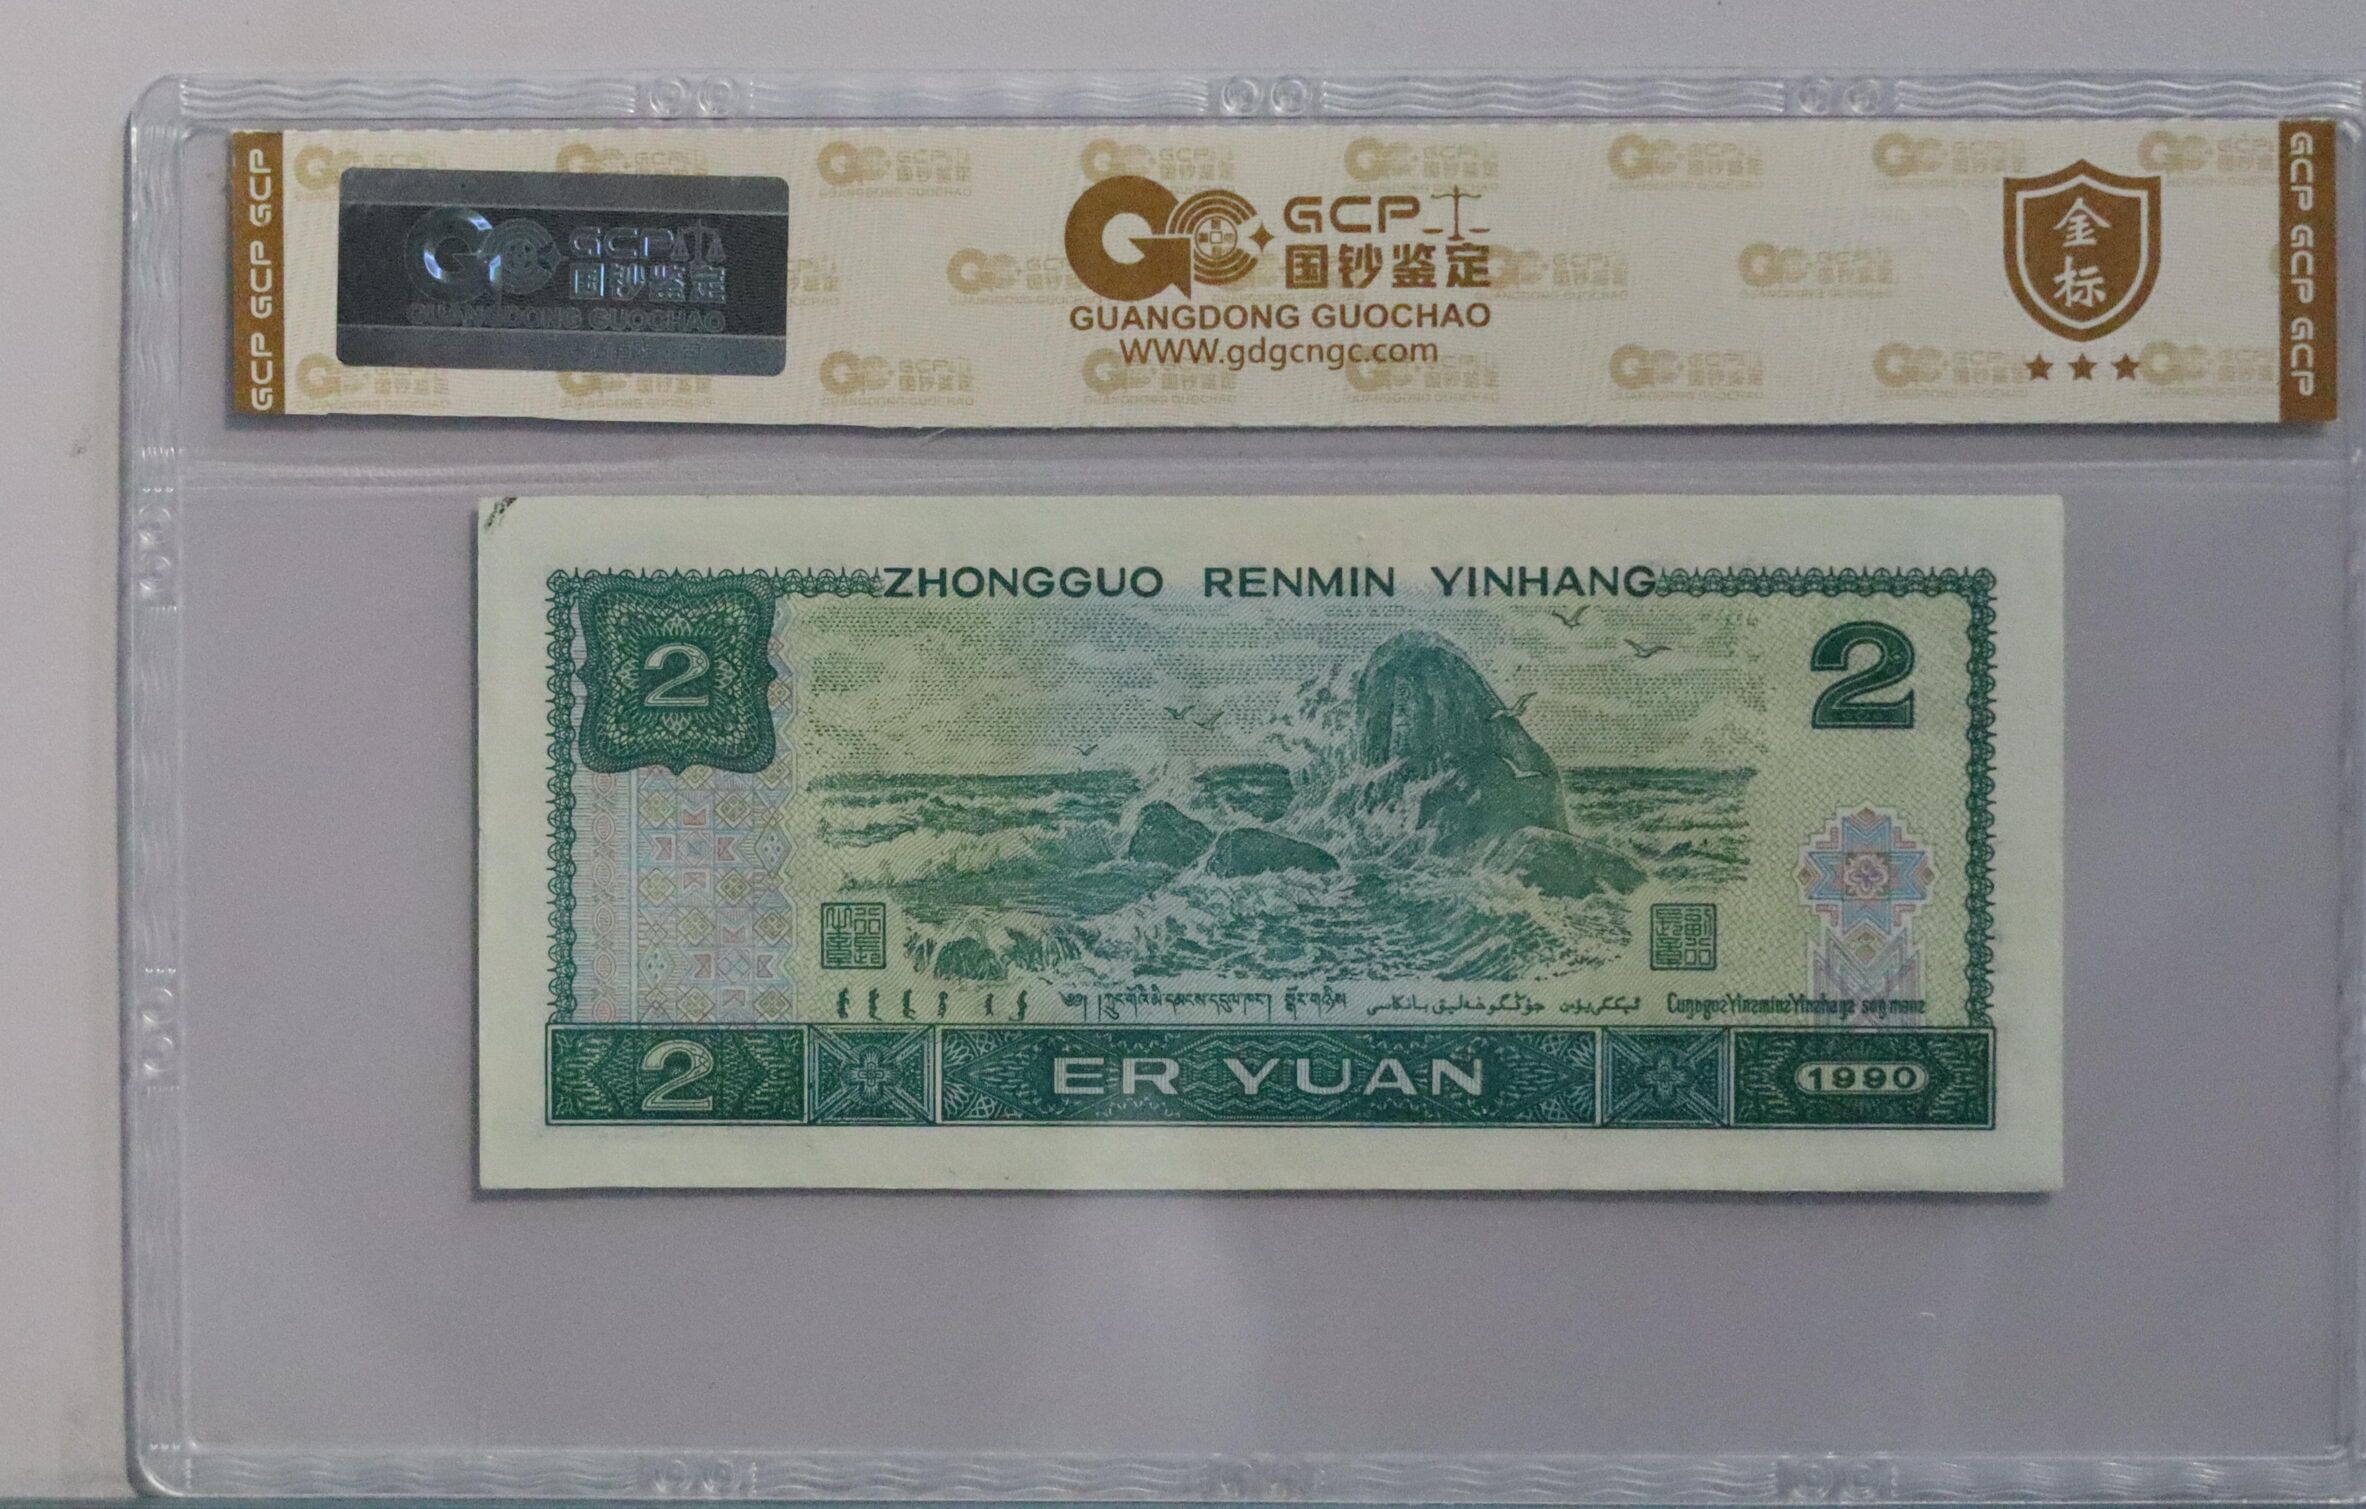 GCP GCP GCP
GCP
国钞鉴定
GUANGDONG GUOCHAO
GCP
国钞鉴定
GUANGDONG GUOCHAO
WWW.gdgcngc.com
金
标
GCP GCP GCP
ZHONGGUO RENMIN YINHANG
2
2
2
ER YUAN
1990